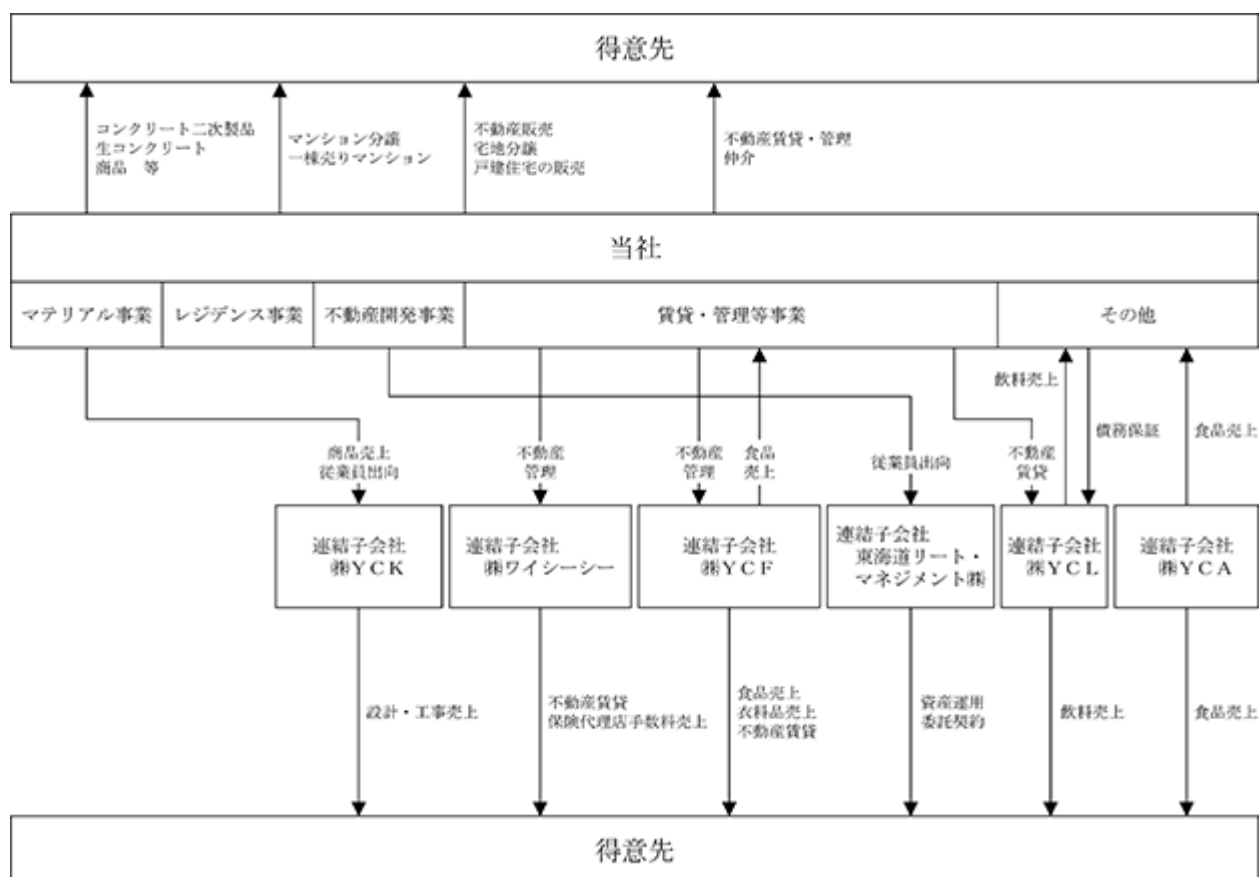 得意先
コンクリート二次製品
生コンクリート
商品 等
マンション分譲
一棟売りマンション
不動産販売
宅地分譲
戸建住宅の販売
不動産賃貸・管理
仲介
当社
マテリアル事業
レジデンス事業
不動産開発事業
賃貸・管理等事業
その他
商品売上
従業員出向
不動産
管理
不動産
管理
食品
売上
従業員出向
不動産
賃貸
飲料売上
債務保証
食品売上
連結子会社
㈱YCK
連結子会社
㈱ワイシーシー
連結子会社
㈱YCF
連結子会社
東海道リート・
マネジメント㈱
連結子会社
㈱YCL
連結子会社
㈱YCA
設計・工事売上
不動産賃貸
保険代理店手数料売上
食品売上
衣料品売上
不動産賃貸
資産運用
委託契約
飲料売上
食品売上
得意先